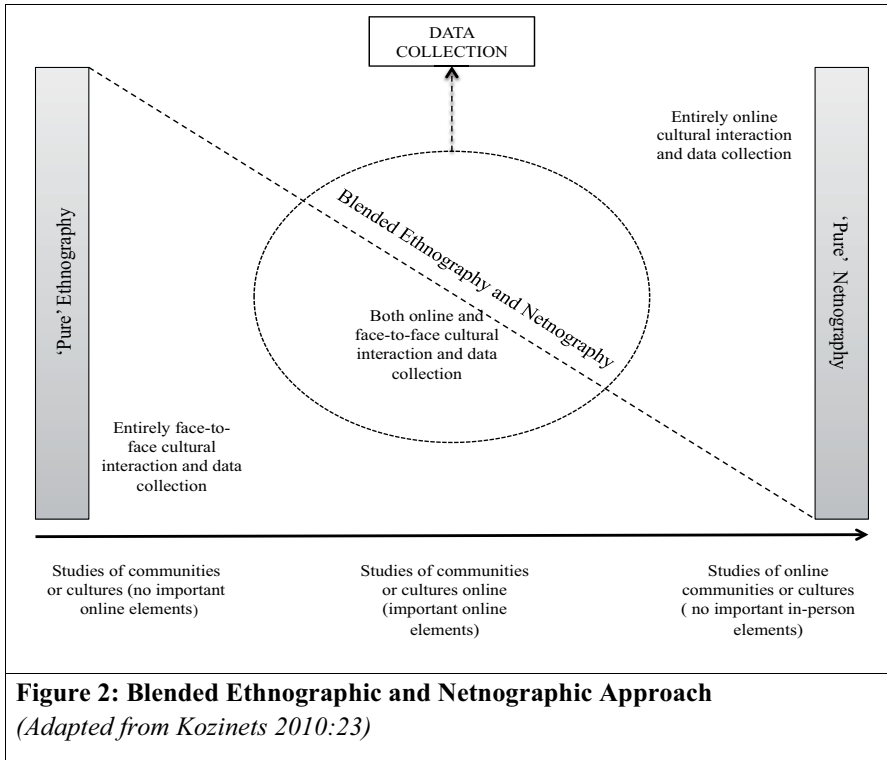 DATA
COLLECTION
Entirely online
cultural interaction
and data collection
'Pure' Ethnography
Blended Ethnography and Netnography
'Pure' Netnography
Both online and
face-to-face cultural
interaction and data
collection
Entirely face-to-
face cultural
interaction and data
collection
Studies of communities
or cultures (no important
online elements)
Studies of communities
or cultures online
(important online
elements)
Studies of online
communities or cultures
( no important in-person
elements)
Figure 2: Blended Ethnographic and Netnographic Approach
(Adapted from Kozinets 2010:23)